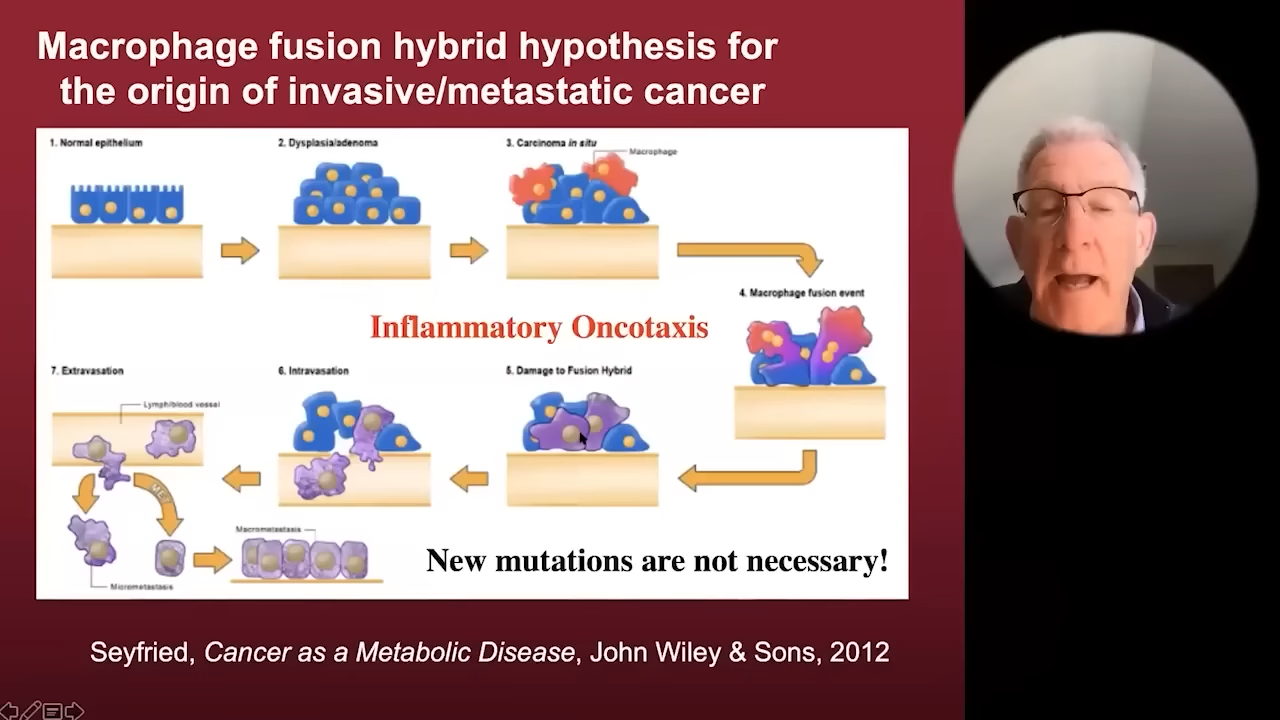 Macrophage fusion hybrid hypothesis for
the origin of invasive/metastatic cancer
1. Normal epithelium
2. Dysplasia/adenoma
3. Carcinoma in situ
Macrophage
4. Macrophage fusion event
Inflammatory Oncotaxis
7. Extravasation
6. Intravasation
5. Damage to Fusion Hybrid
Lymph/blood vessel
MET
Macrometastasis
Micrometastasis
New mutations are not necessary!
Seyfried, Cancer as a Metabolic Disease, John Wiley & Sons, 2012